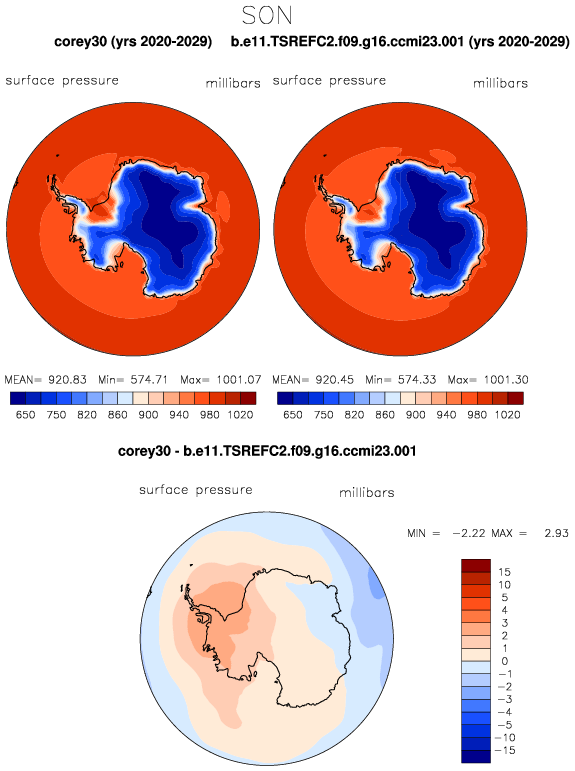 SON
corey30 (yrs 2020-2029) b.e11.TSREFC2.f09.g16.ccmi23.001 (yrs 2020-2029)
surface pressure millibars surface pressure millibars
MEAN= 920.83 Min= 574.71 Max= 1001.07 MEAN= 920.45 Min= 574.33 Max= 1001.30
650 750 820 860 900 940 980 1020 650 750 820 860 900 940 980 1020
corey30 - b.e11.TSREFC2.f09.g16.ccmi23.001
surface pressure millibars
MIN = -2.22 MAX = 2.93
15
10
5
4
3
2
1
0
-1
-2
-3
-4
-5
-10
-15